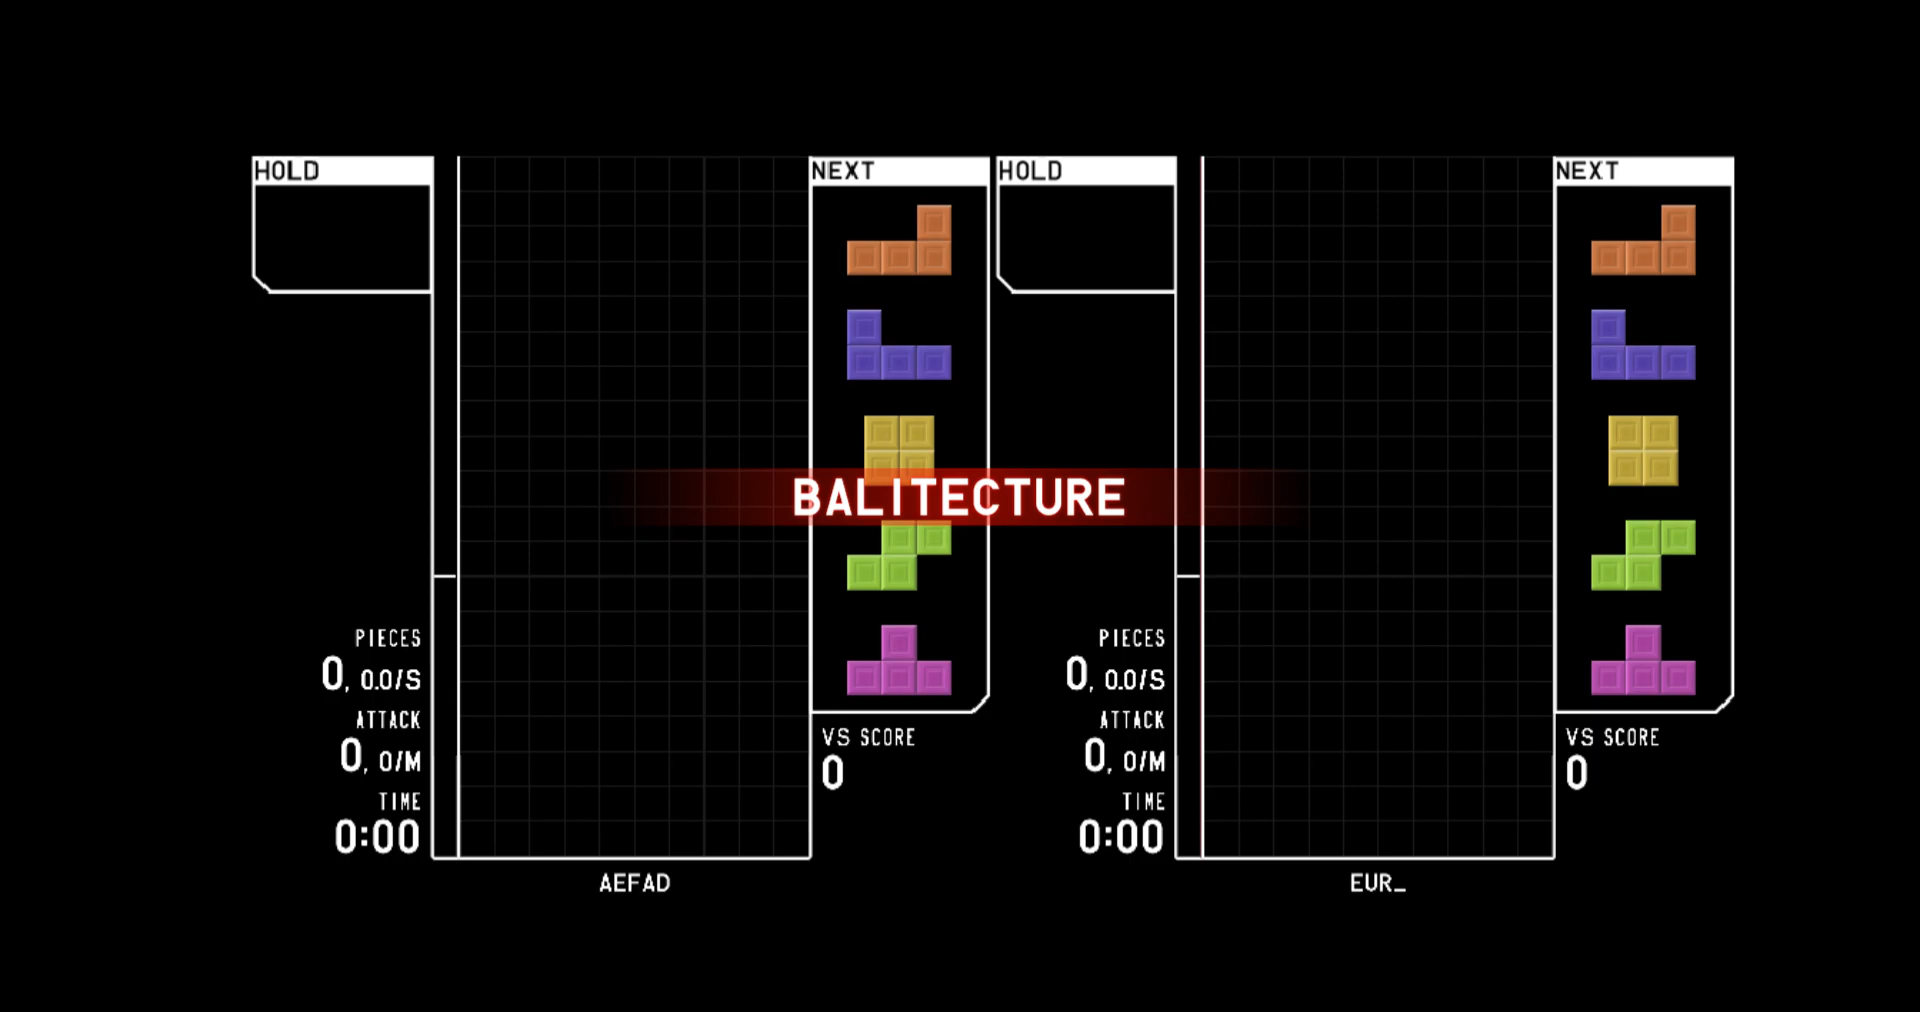 HOLD
NEXT
HOLD
NEXT
BALITECTURE
PIECES
0, 0.0/S
ATTACK
0, 0/M
TIME
0:00
VS SCORE
0
PIECES
0, 0.0/S
ATTACK
0, 0/M
TIME
0:00
VS SCORE
0
AEFAD
EUR_